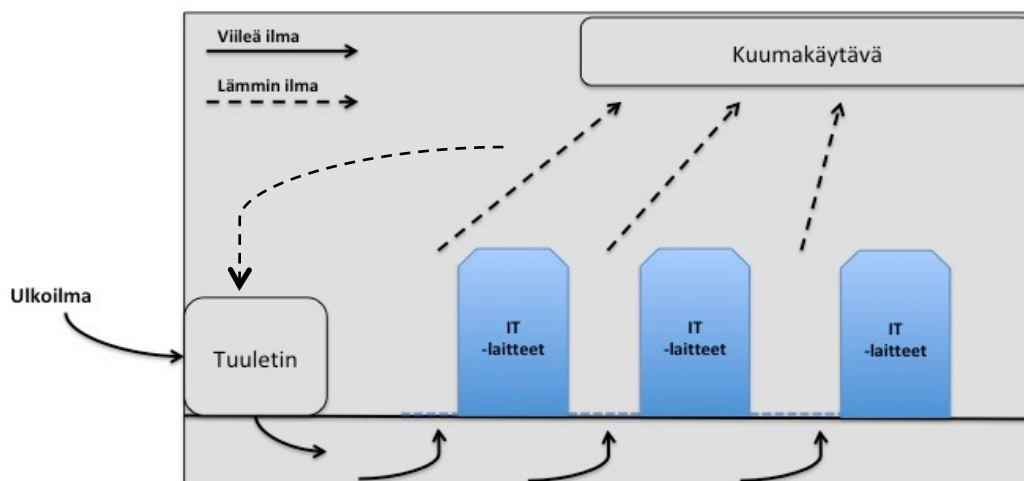 Viileä ilma
Lämmin ilma
Kuumakäytävä
Ulkoilma
Tuuletin
IT
-laitteet
IT
-laitteet
IT
-laitteet